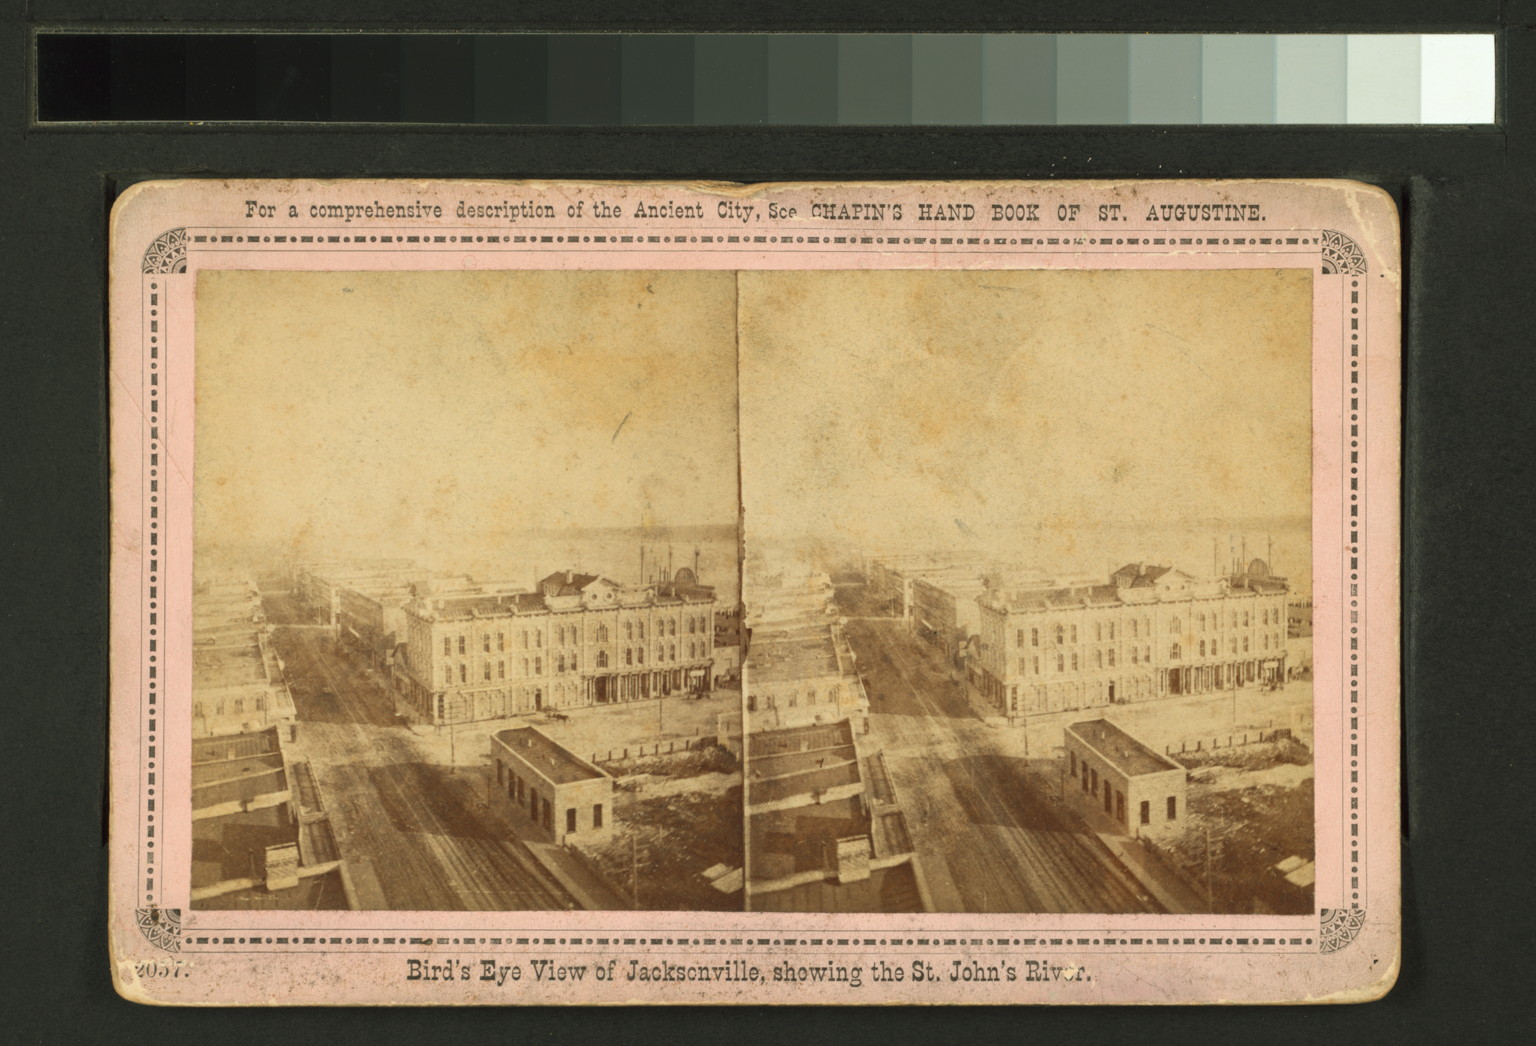 For a comprehensive description of the Ancient City, See CHAPIN'S HAND BOOK OF ST. AUGUSTINE.
2057.
Bird's Eye View of Jacksonville, showing the St. John's River.